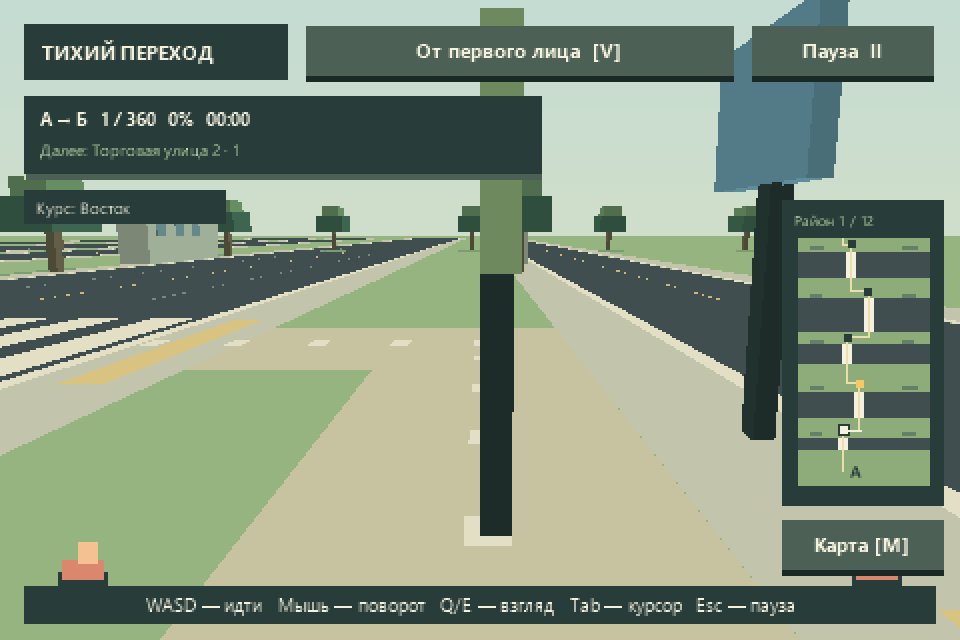 ТИХИЙ ПЕРЕХОД
От первого лица [V]
Пауза II
А – Б 1 / 360 0% 00:00
Далее: Торговая улица 2 · 1
Курс: Восток
Район 1 / 12
А
Карта [M]
WASD — идти Мышь — поворот Q/E — взгляд Tab — курсор Esc — пауза